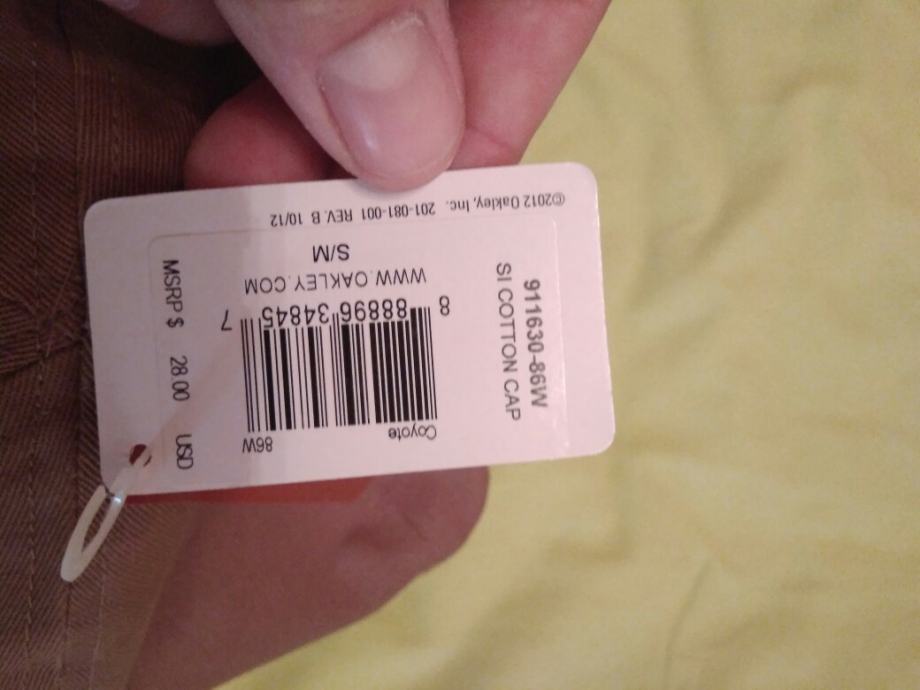 ©2012 Oakley, Inc. 201-081-001 REV. B 10/12
911630-86W
SI COTTON CAP
S/M
WWW.OAKLEY.COM
8 88896 34845 7
Coyote 86W
MSRP $ 28.00 USD